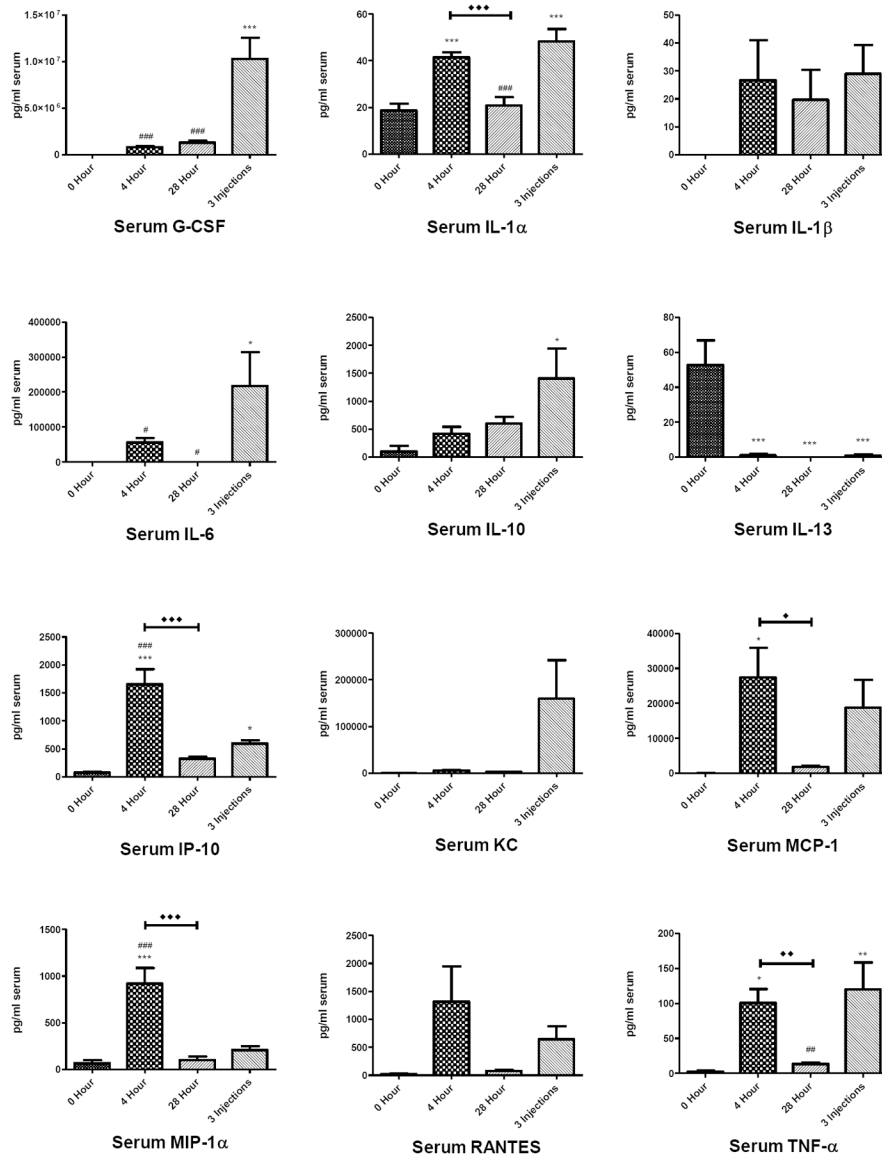 1.5×10⁷
1.0×10⁷
5.0×10⁶
0
pg/ml serum
###
###
***
0 Hour
4 Hour
28 Hour
3 Injections
Serum G-CSF
60
40
20
0
pg/ml serum
***
◆◆◆
###
***
0 Hour
4 Hour
28 Hour
3 Injections
Serum IL-1α
50
40
30
20
10
0
pg/ml serum
0 Hour
4 Hour
28 Hour
3 Injections
Serum IL-1β
400000
300000
200000
100000
0
pg/ml serum
#
#
*
0 Hour
4 Hour
28 Hour
3 Injections
Serum IL-6
2500
2000
1500
1000
500
0
pg/ml serum
*
0 Hour
4 Hour
28 Hour
3 Injections
Serum IL-10
60
40
20
0
pg/ml serum
***
***
***
0 Hour
4 Hour
28 Hour
3 Injections
Serum IL-13
2500
2000
1500
1000
500
0
pg/ml serum
◆◆◆
###
***
*
0 Hour
4 Hour
28 Hour
3 Injections
Serum IP-10
300000
200000
100000
0
pg/ml serum
0 Hour
4 Hour
28 Hour
3 Injections
Serum KC
40000
30000
20000
10000
0
pg/ml serum
◆
*
0 Hour
4 Hour
28 Hour
3 Injections
Serum MCP-1
1500
1000
500
0
pg/ml serum
◆◆◆
###
***
0 Hour
4 Hour
28 Hour
3 Injections
Serum MIP-1α
2500
2000
1500
1000
500
0
pg/ml serum
0 Hour
4 Hour
28 Hour
3 Injections
Serum RANTES
200
150
100
50
0
pg/ml serum
◆◆
*
##
**
0 Hour
4 Hour
28 Hour
3 Injections
Serum TNF-α